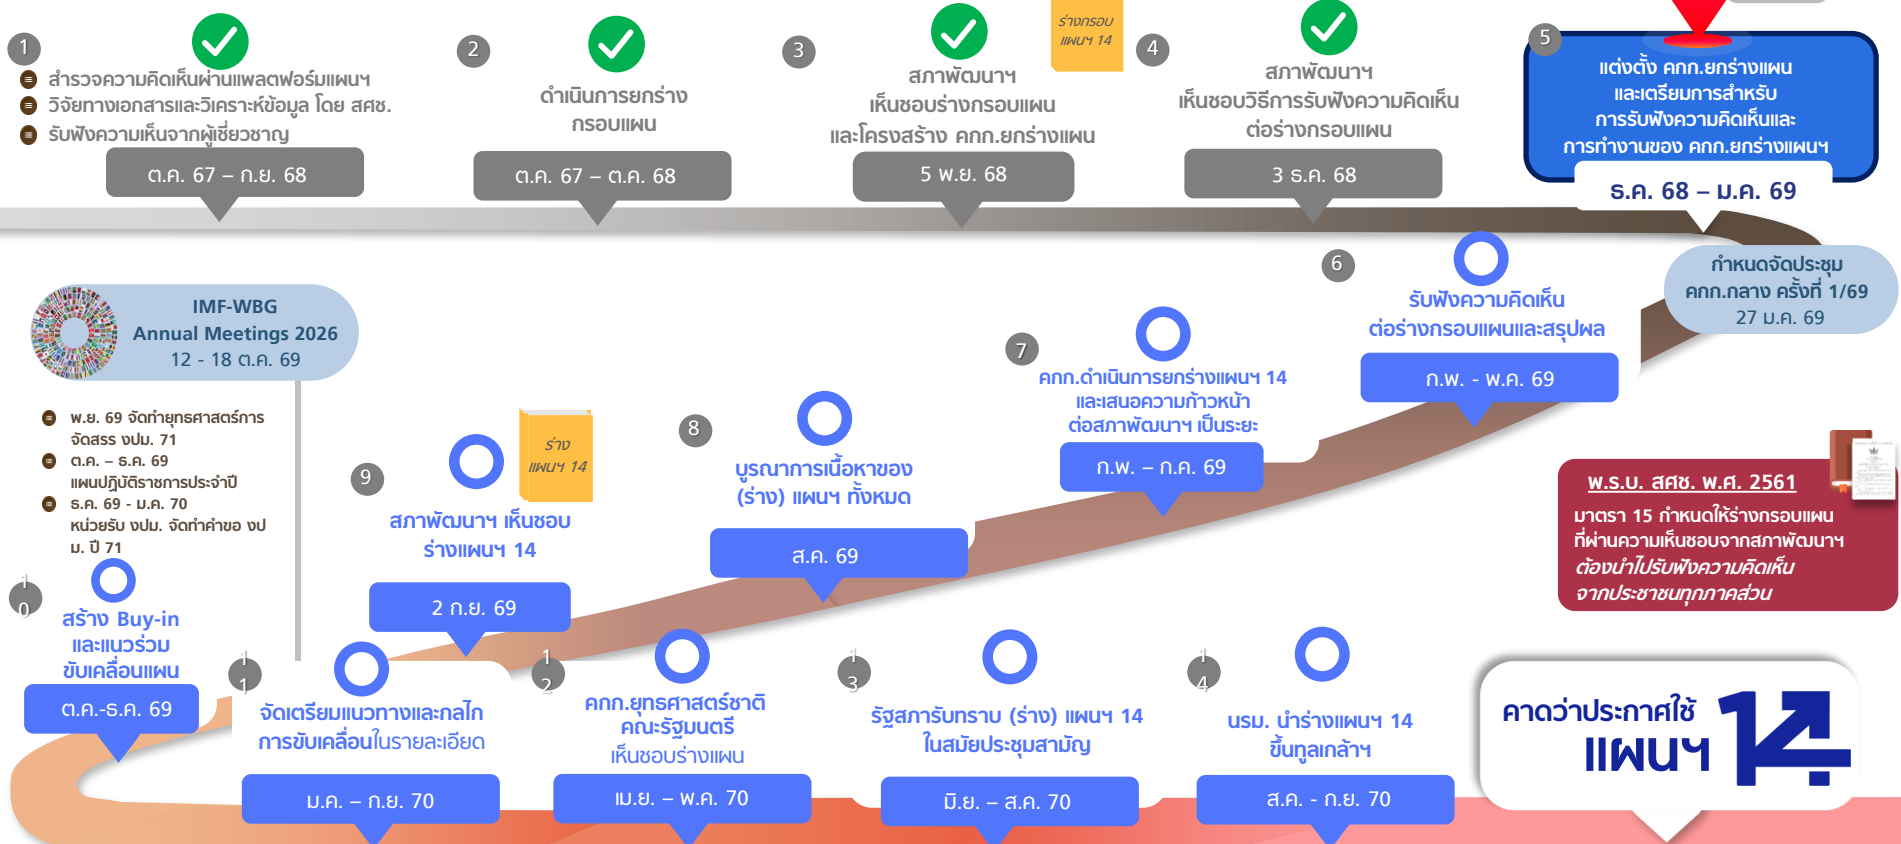 1
สำรวจความคิดเห็นผ่านแพลตฟอร์มแผนฯ
วิจัยทางเอกสารและวิเคราะห์ข้อมูล โดย สศช.
รับฟังความเห็นจากผู้เชี่ยวชาญ
ต.ค. 67 – ก.ย. 68
2
ดำเนินการยกร่าง
กรอบแผน
ต.ค. 67 – ต.ค. 68
3
สภาพัฒนาฯ
เห็นชอบร่างกรอบแผน
และโครงสร้าง คกก.ยกร่างแผน
5 พ.ย. 68
ร่างกรอบ
แผนฯ 14
4
สภาพัฒนาฯ
เห็นชอบวิธีการรับฟังความคิดเห็น
ต่อร่างกรอบแผน
3 ธ.ค. 68
5
แต่งตั้ง คกก.ยกร่างแผน
และเตรียมการสำหรับ
การรับฟังความคิดเห็นและ
การทำงานของ คกก.ยกร่างแผนฯ
ธ.ค. 68 – ม.ค. 69
กำหนดจัดประชุม
คกก.กลาง ครั้งที่ 1/69
27 ม.ค. 69
6
รับฟังความคิดเห็น
ต่อร่างกรอบแผนและสรุปผล
ก.พ. - พ.ค. 69
7
คกก.ดำเนินการยกร่างแผนฯ 14
และเสนอความก้าวหน้า
ต่อสภาพัฒนาฯ เป็นระยะ
ก.พ. – ก.ค. 69
8
บูรณาการเนื้อหาของ
(ร่าง) แผนฯ ทั้งหมด
ส.ค. 69
9
สภาพัฒนาฯ เห็นชอบ
ร่างแผนฯ 14
2 ก.ย. 69
ร่าง
แผนฯ 14
IMF-WBG
Annual Meetings 2026
12 - 18 ต.ค. 69
พ.ย. 69 จัดทำยุทธศาสตร์การ
จัดสรร งปม. 71
ต.ค. – ธ.ค. 69
แผนปฏิบัติราชการประจำปี
ธ.ค. 69 - ม.ค. 70
หน่วยรับ งปม. จัดทำคำขอ งป
ม. ปี 71
1
0
สร้าง Buy-in
และแนวร่วม
ขับเคลื่อนแผน
ต.ค.-ธ.ค. 69
1
1
จัดเตรียมแนวทางและกลไก
การขับเคลื่อนในรายละเอียด
ม.ค. – ก.ย. 70
1
2
คกก.ยุทธศาสตร์ชาติ
คณะรัฐมนตรี
เห็นชอบร่างแผน
เม.ย. – พ.ค. 70
1
3
รัฐสภารับทราบ (ร่าง) แผนฯ 14
ในสมัยประชุมสามัญ
มิ.ย. – ส.ค. 70
1
4
นรม. นำร่างแผนฯ 14
ขึ้นทูลเกล้าฯ
ส.ค. - ก.ย. 70
พ.ร.บ. สศช. พ.ศ. 2561
มาตรา 15 กำหนดให้ร่างกรอบแผน
ที่ผ่านความเห็นชอบจากสภาพัฒนาฯ
ต้องนำไปรับฟังความคิดเห็น
จากประชาชนทุกภาคส่วน
คาดว่าประกาศใช้
แผนฯ 14